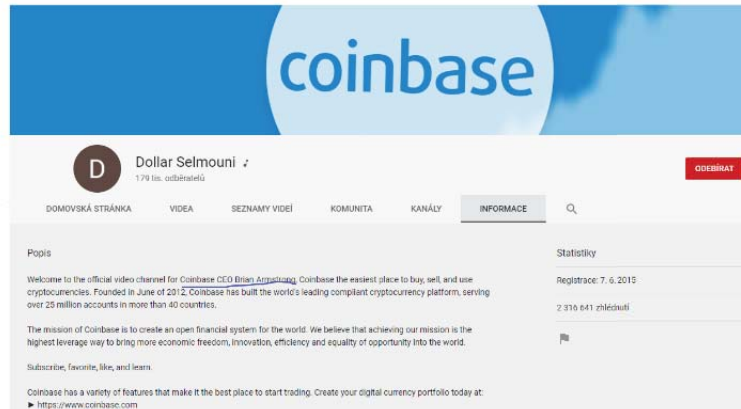 coinbase
D
Dollar Selmouni ♪
179 tis. odběratelů
ODEBÍRAT
DOMOVSKÁ STRÁNKA VIDEA SEZNAMY VIDEÍ KOMUNITA KANÁLY INFORMACE
Popis
Statistiky
Welcome to the official video channel for Coinbase CEO Brian Armstrong, Coinbase the easiest place to buy, sell, and use
cryptocurrencies. Founded in June of 2012, Coinbase has built the world's leading compliant cryptocurrency platform, serving
over 25 million accounts in more than 40 countries.
Registrace: 7. 6. 2015
2 316 641 zhlédnutí
The mission of Coinbase is to create an open financial system for the world. We believe that achieving our mission is the
highest leverage way to bring more economic freedom, innovation, efficiency and equality of opportunity into the world.
Subscribe, favorite, like, and learn.
Coinbase has a variety of features that make it the best place to start trading. Create your digital currency portfolio today at:
► https://www.coinbase.com